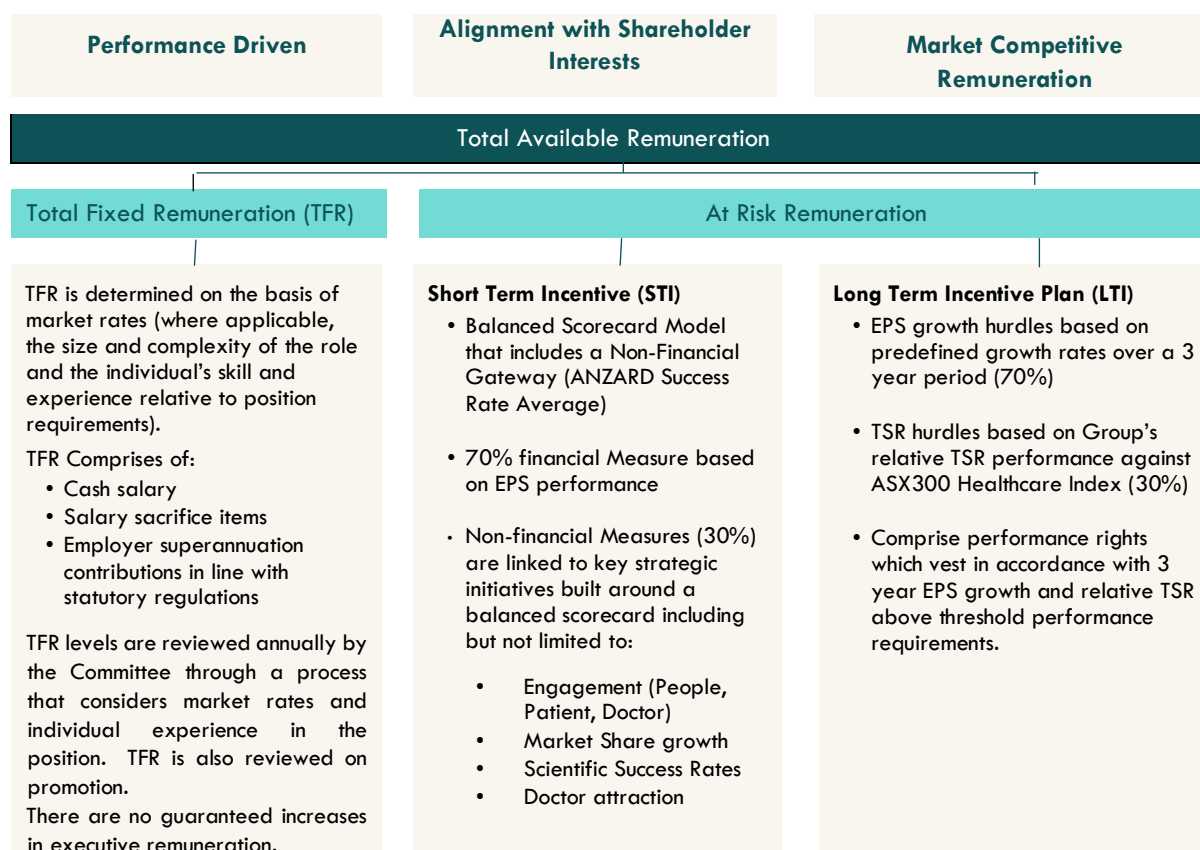 Performance Driven
Alignment with Shareholder
Interests
Market Competitive
Remuneration
Total Available Remuneration
Total Fixed Remuneration (TFR)
At Risk Remuneration
TFR is determined on the basis of
market rates (where applicable,
the size and complexity of the role
and the individual's skill and
experience relative to position
requirements).
TFR Comprises of:
• Cash salary
• Salary sacrifice items
• Employer superannuation
contributions in line with
statutory regulations
TFR levels are reviewed annually by
the Committee through a process
that considers market rates and
individual experience in the
position. TFR is also reviewed on
promotion.
There are no guaranteed increases
in executive remuneration.
Short Term Incentive (STI)
• Balanced Scorecard Model
that includes a Non-Financial
Gateway (ANZARD Success
Rate Average)
• 70% financial Measure based
on EPS performance
• Non-financial Measures (30%)
are linked to key strategic
initiatives built around a
balanced scorecard including
but not limited to:
• Engagement (People,
Patient, Doctor)
• Market Share growth
• Scientific Success Rates
• Doctor attraction
Long Term Incentive Plan (LTI)
• EPS growth hurdles based on
predefined growth rates over a 3
year period (70%)
• TSR hurdles based on Group's
relative TSR performance against
ASX300 Healthcare Index (30%)
• Comprise performance rights
which vest in accordance with 3
year EPS growth and relative TSR
above threshold performance
requirements.